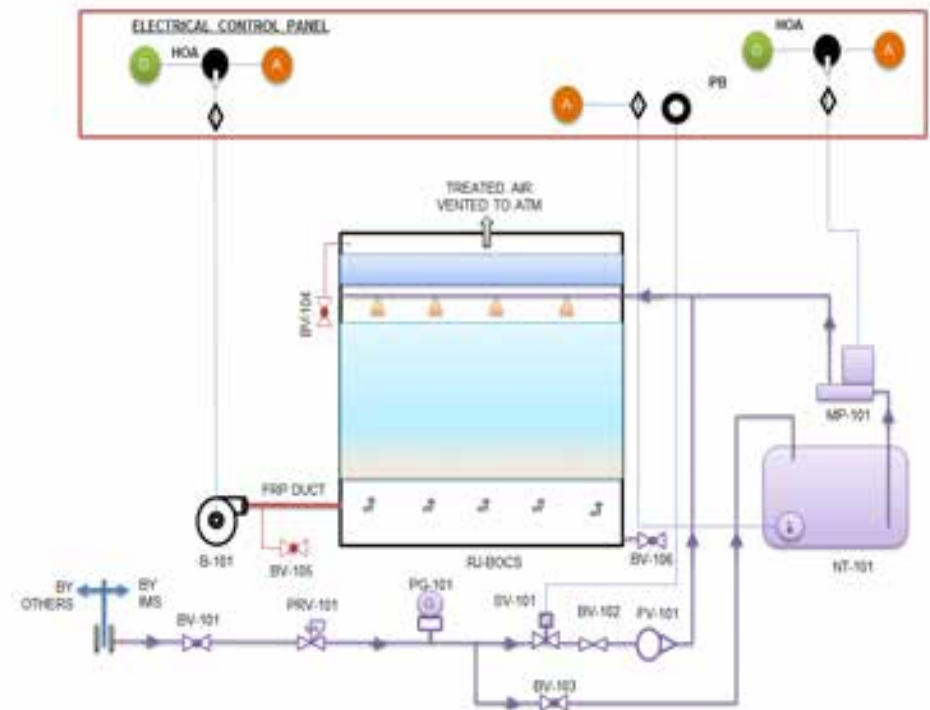 ELECTRICAL CONTROL PANEL
HOA
HOA
G
A
G
A
A
PB
TREATED AIR
VENTED TO ATM
BV-104
MP-101
FRP DUCT
B-101
BV-105
RJ-BOCS
BV-106
NT-101
BY
OTHERS
BY
IMS
BV-101
PRV-101
PG-101
G
SV-101
BV-102
FV-101
BV-103